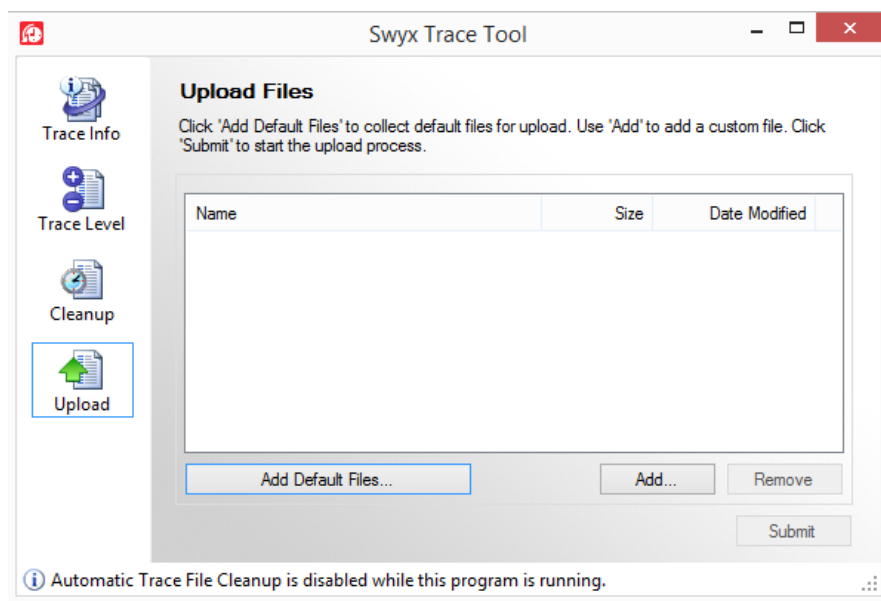 Swyx Trace Tool
Trace Info
Trace Level
Cleanup
Upload
Upload Files
Click 'Add Default Files' to collect default files for upload. Use 'Add' to add a custom file. Click
'Submit' to start the upload process.
Name Size Date Modified
Add Default Files... Add... Remove
Submit
Automatic Trace File Cleanup is disabled while this program is running.